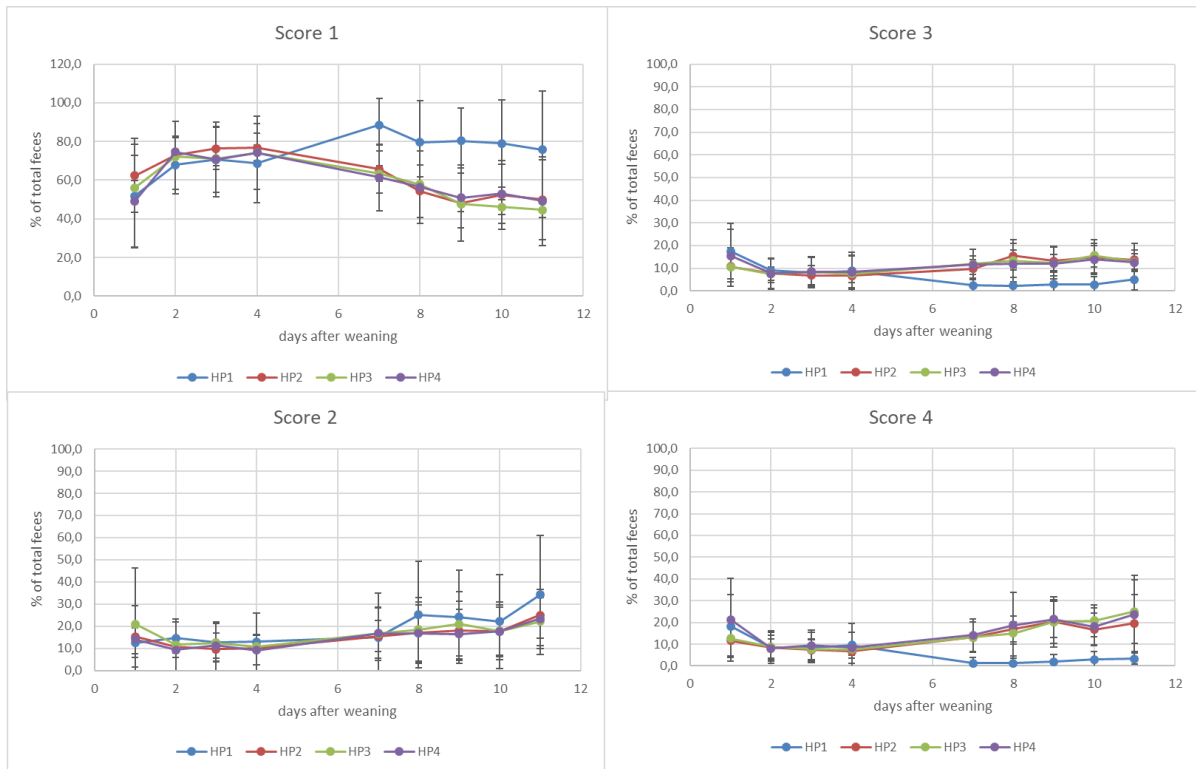 Score 1
% of total feces
120,0
100,0
80,0
60,0
40,0
20,0
0,0
0 2 4 6 8 10 12
days after weaning
HP1 HP2 HP3 HP4
Score 3
% of total feces
100,0
90,0
80,0
70,0
60,0
50,0
40,0
30,0
20,0
10,0
0,0
0 2 4 6 8 10 12
days after weaning
HP1 HP2 HP3 HP4
Score 2
% of total feces
100,0
90,0
80,0
70,0
60,0
50,0
40,0
30,0
20,0
10,0
0,0
0 2 4 6 8 10 12
days after weaning
HP1 HP2 HP3 HP4
Score 4
% of total feces
100,0
90,0
80,0
70,0
60,0
50,0
40,0
30,0
20,0
10,0
0,0
0 2 4 6 8 10 12
days after weaning
HP1 HP2 HP3 HP4